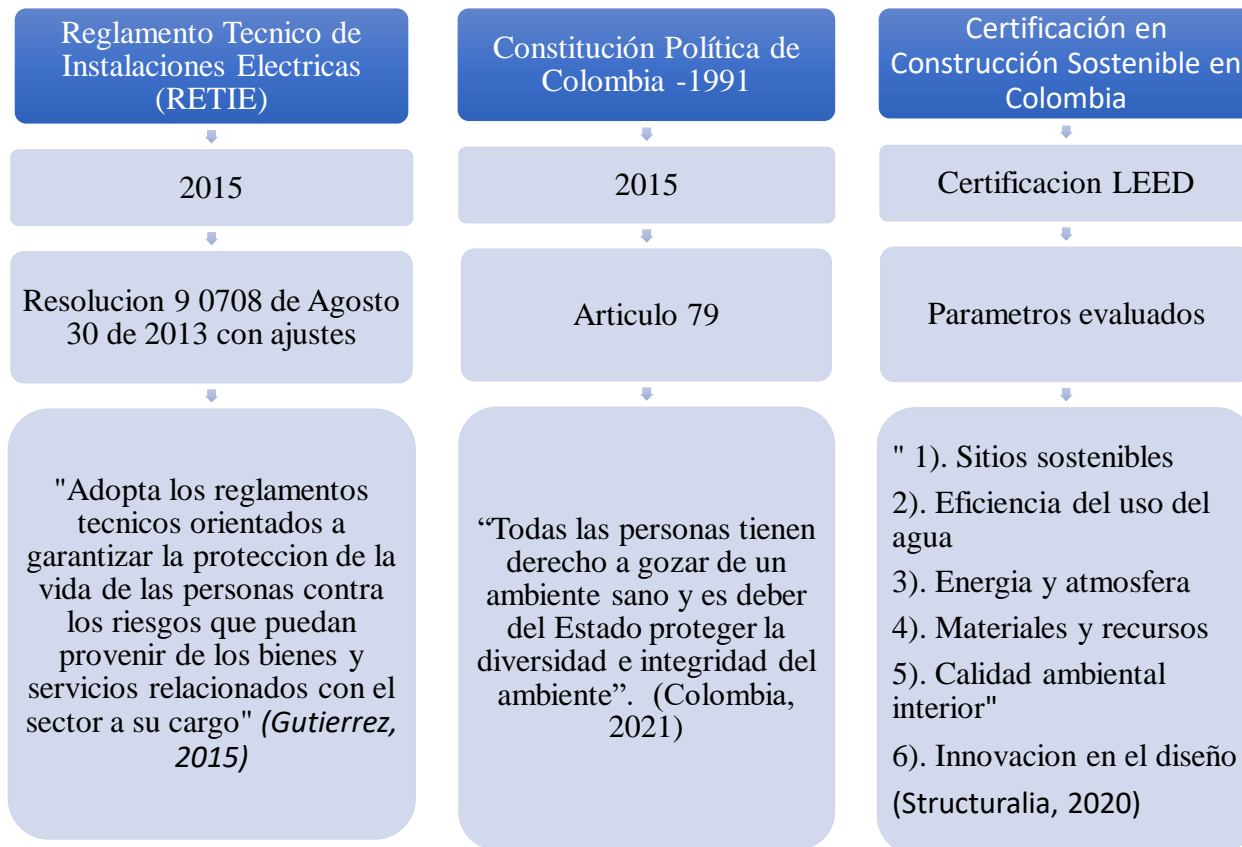 Reglamento Tecnico de
Instalaciones Electricas
(RETIE)
2015
Resolucion 9 0708 de Agosto
30 de 2013 con ajustes
"Adopta los reglamentos
tecnicos orientados a
garantizar la proteccion de la
vida de las personas contra
los riesgos que puedan
provenir de los bienes y
servicios relacionados con el
sector a su cargo" (Gutierrez,
2015)
Constitución Política de
Colombia -1991
2015
Articulo 79
“Todas las personas tienen
derecho a gozar de un
ambiente sano y es deber
del Estado proteger la
diversidad e integridad del
ambiente”. (Colombia,
2021)
Certificación en
Construcción Sostenible en
Colombia
Certificacion LEED
Parametros evaluados
" 1). Sitios sostenibles
2). Eficiencia del uso del
agua
3). Energia y atmosfera
4). Materiales y recursos
5). Calidad ambiental
interior"
6). Innovacion en el diseño
(Structuralia, 2020)